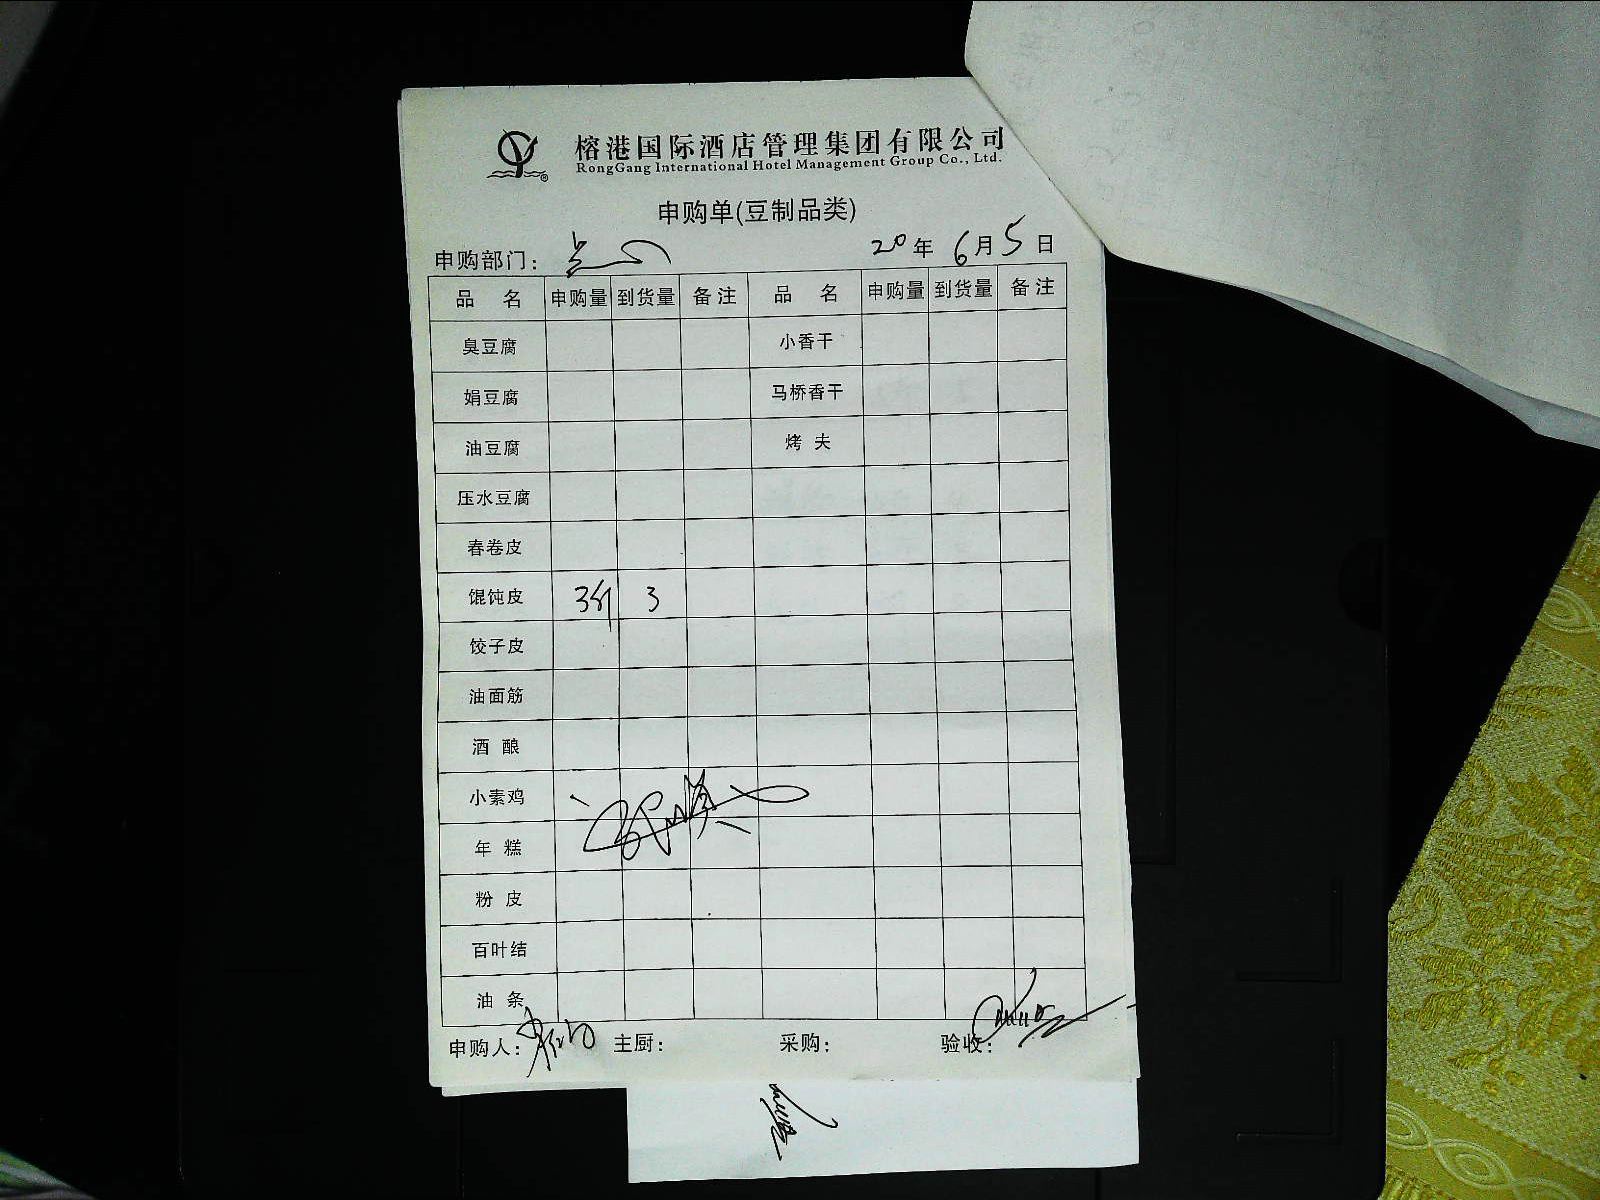 榕港国际酒店管理集团有限公司
RongGang International Hotel Management Group Co., Ltd.
申购单(豆制品类)
申购部门： 20年6月5日
品 名 申购量 到货量 备注 品 名 申购量 到货量 备注
臭豆腐 小香干
娟豆腐 马桥香干
油豆腐 烤 夫
压水豆腐
春卷皮
馄饨皮 3斤 3
饺子皮
油面筋
酒 酿
小素鸡
年 糕
粉 皮
百叶结
油 条
申购人： 主厨： 采购： 验收：